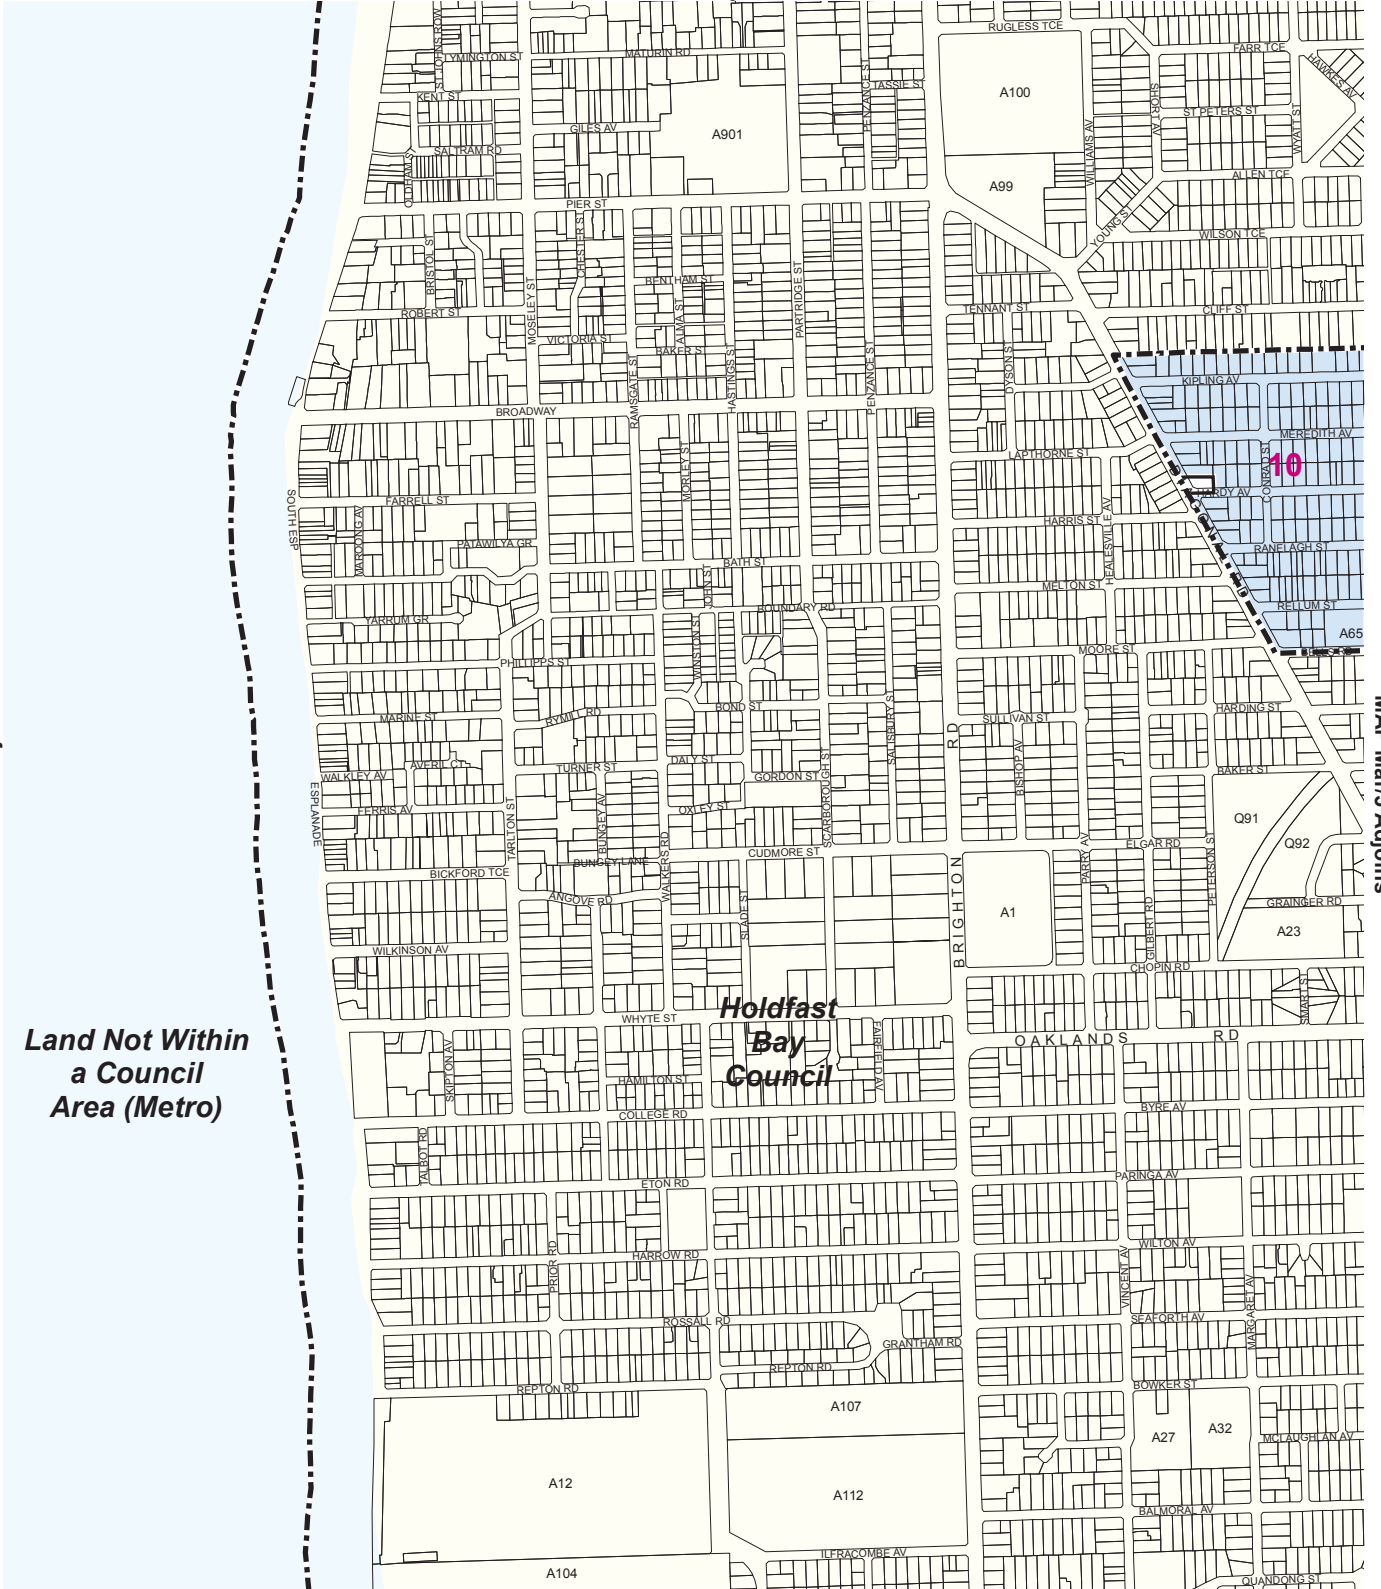 RUGLESS TCE
FARR TCE
HAWKES AV
ST JOHNS ROW
TYMINGTON ST
MATURIN RD
PENZANCE ST
TASSIE ST
A100
SHORT AV
ST PETERS ST
WYATT ST
KENT ST
GILES AV
A901
WILLIAMS AV
SALTRAM RD
OLDHAM ST
A99
ALLEN TCE
PIER ST
YOUNG ST
WILSON TCE
CHESTER ST
BRISTOL ST
BENTHAM ST
PARTRIDGE ST
MOSELEY ST
ROBERT ST
ALMA ST
TENNANT ST
CLIFF ST
VICTORIA ST
BAKER ST
RAMSGATE ST
HASTINGS ST
PENZANCE ST
DYSON ST
KIPLING AV
BROADWAY
MEREDITH AV
MORLEY ST
LAPTHORNE ST
CONRAD ST
10
HARDY AV
FARRELL ST
SOUTH ESP
MAROONG AV
HARRIS ST
HEALESVILLE AV
PATAWILYA GR
RANELAGH ST
BATH ST
JOHN ST
MELTON ST
BOUNDARY RD
RELLUM ST
YARRUM GR
A65
WINSTON ST
MOORE ST
PHILLIPPS ST
MARINE ST
RYMILL RD
BOND ST
SALISBURY ST
SULLIVAN ST
HARDING ST
BRIGHTON RD
BISHOP AV
AVERIL CT
TURNER ST
DALY ST
GORDON ST
BAKER ST
WALKLEY AV
ESPLANADE
FERRIS AV
TARLTON ST
BUNGEY AV
OXLEY ST
SCARBOROUGH ST
Q91
Q92
ELGAR RD
PARRY AV
PETERSON ST
CUDMORE ST
BUNGEY LANE
WALKERS RD
BICKFORD TCE
ANGOVE RD
SLADE ST
A1
GILBERT RD
GRAINGER RD
A23
WILKINSON AV
CHOPIN RD
SMART ST
WHYTE ST
Holdfast
Bay
Council
FAIRFIELD AV
OAKLANDS RD
Land Not Within
a Council
Area (Metro)
SKIPTON AV
HAMILTON ST
COLLEGE RD
BYRE AV
TALBOT RD
PARINGA AV
ETON RD
PRIOR RD
HARROW RD
WILTON AV
VINCENT AV
MARGARET AV
ROSSALL RD
SEAFORTH AV
GRANTHAM RD
REPTON RD
REPTON RD
BOWKER ST
A107
A27
A32
MCLAUGHLAN AV
A12
A112
BALMORAL AV
ILFRACOMBE AV
A104
QUANDONG ST